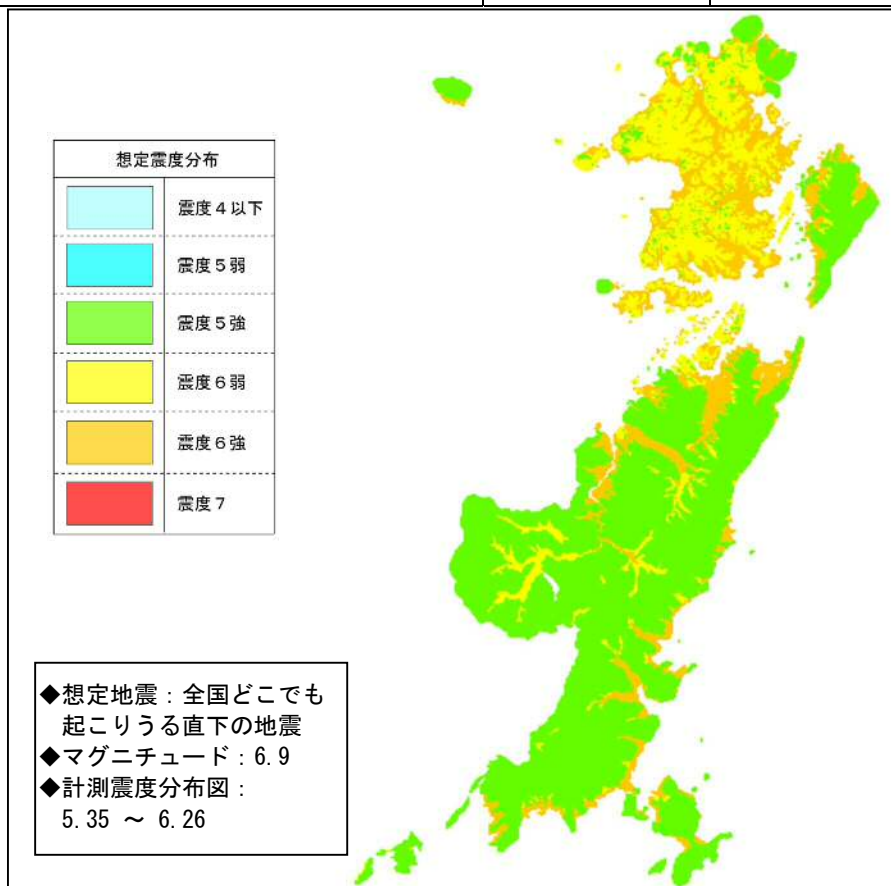 想定震度分布
震度４以下
震度５弱
震度５強
震度６弱
震度６強
震度７
◆想定地震：全国どこでも
起こりうる直下の地震
◆マグニチュード：6.9
◆計測震度分布図：
5.35 ～ 6.26